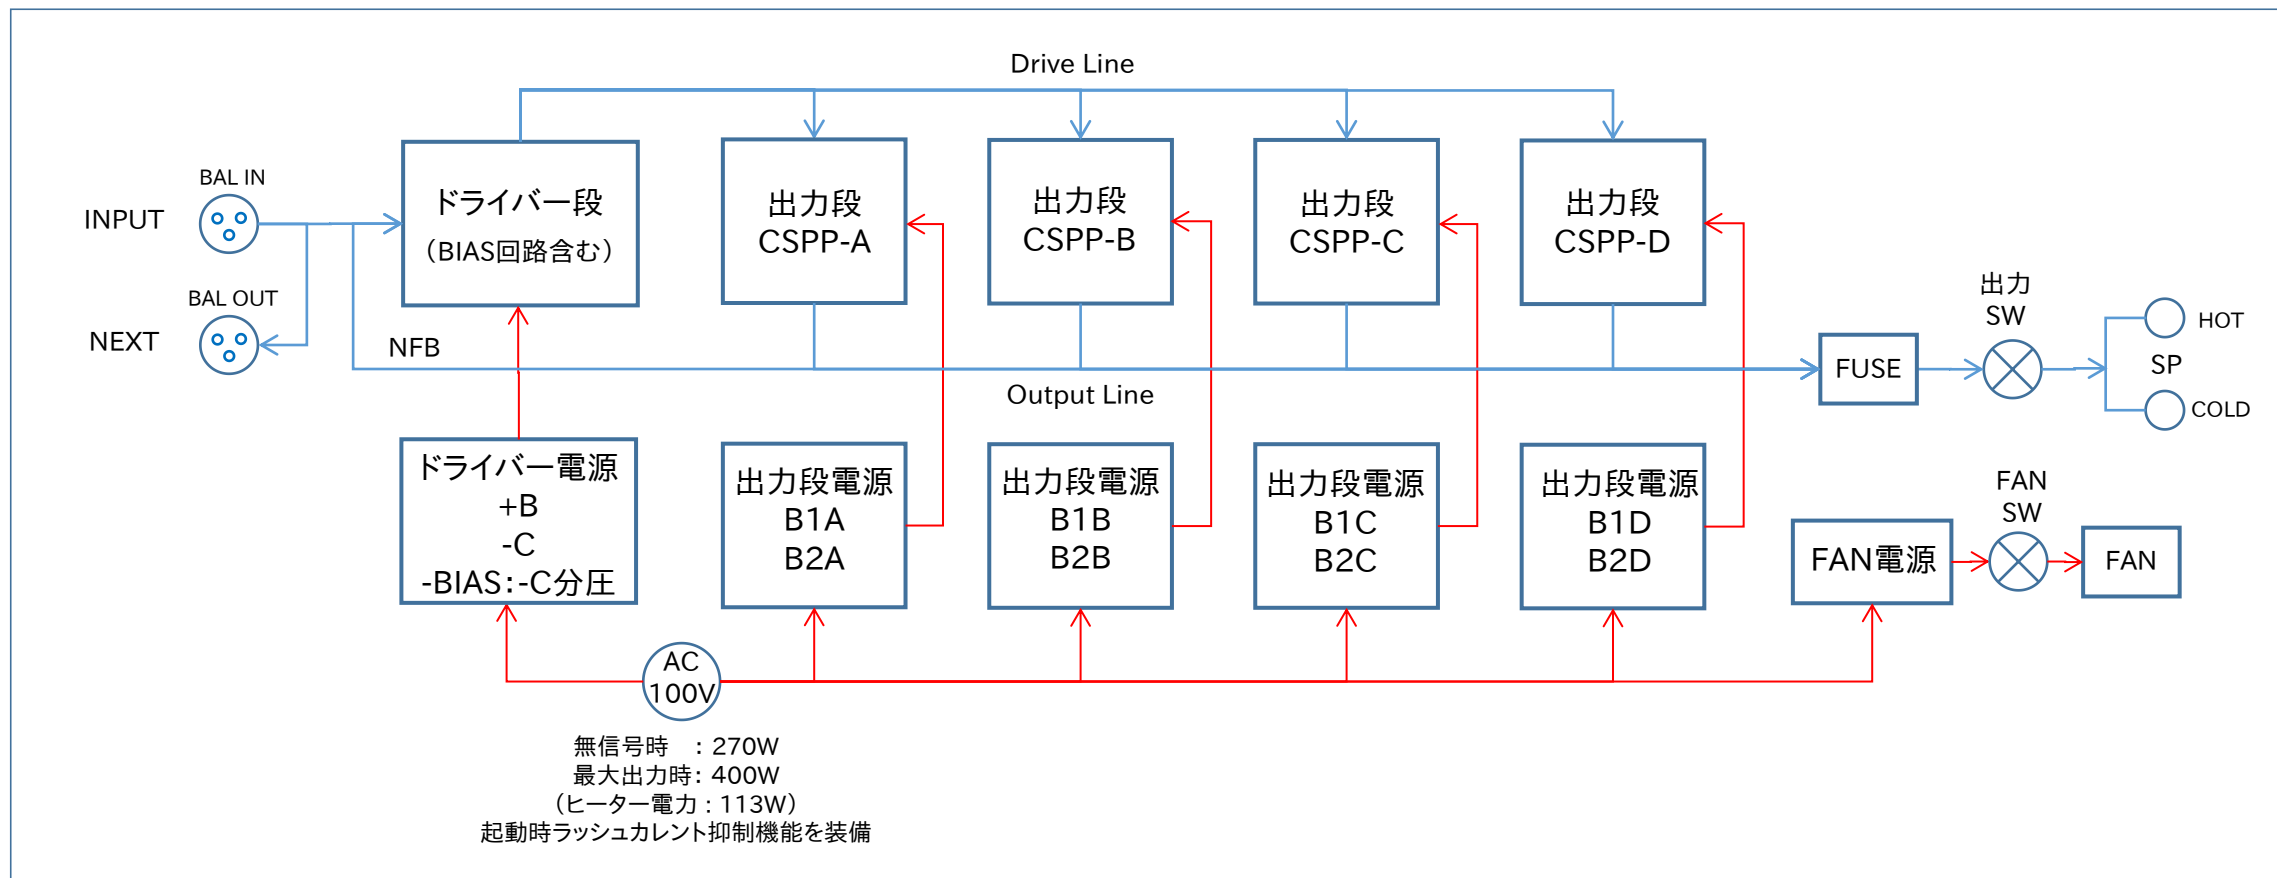 Drive Line
BAL IN
INPUT
BAL OUT
NEXT
ドライバー段
（BIAS回路含む）
出力段
CSPP-A
出力段
CSPP-B
出力段
CSPP-C
出力段
CSPP-D
NFB
Output Line
FUSE
出力
SW
HOT
SP
COLD
ドライバー電源
+B
-C
-BIAS：-C分圧
出力段電源
B1A
B2A
出力段電源
B1B
B2B
出力段電源
B1C
B2C
出力段電源
B1D
B2D
FAN電源
FAN
SW
FAN
AC
100V
無信号時　：270W
最大出力時：400W
（ヒーター電力：113W）
起動時ラッシュカレント抑制機能を装備